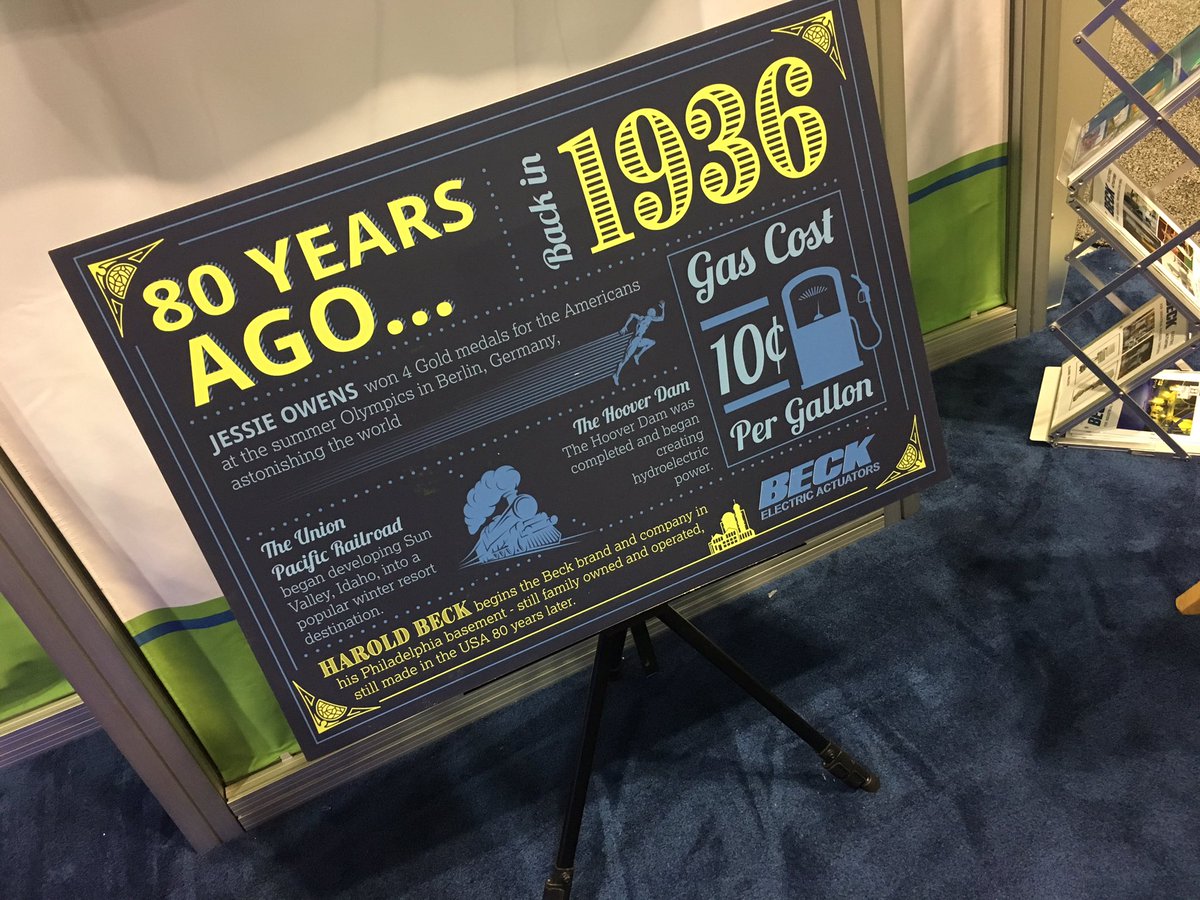 80 YEARS
AGO...
Back in
1936
JESSIE OWENS won 4 Gold medals for the Americans
at the summer Olympics in Berlin, Germany,
astonishing the world
Gas Cost
10¢
Per Gallon
The Hoover Dam
The Hoover Dam was
completed and began
creating
hydroelectric
power.
The Union
Pacific Railroad
began developing Sun
Valley, Idaho, into a
popular winter resort
destination.
BECK
ELECTRIC ACTUATORS
HAROLD BECK begins the Beck brand and company in
his Philadelphia basement - still family owned and operated,
still made in the USA 80 years later.